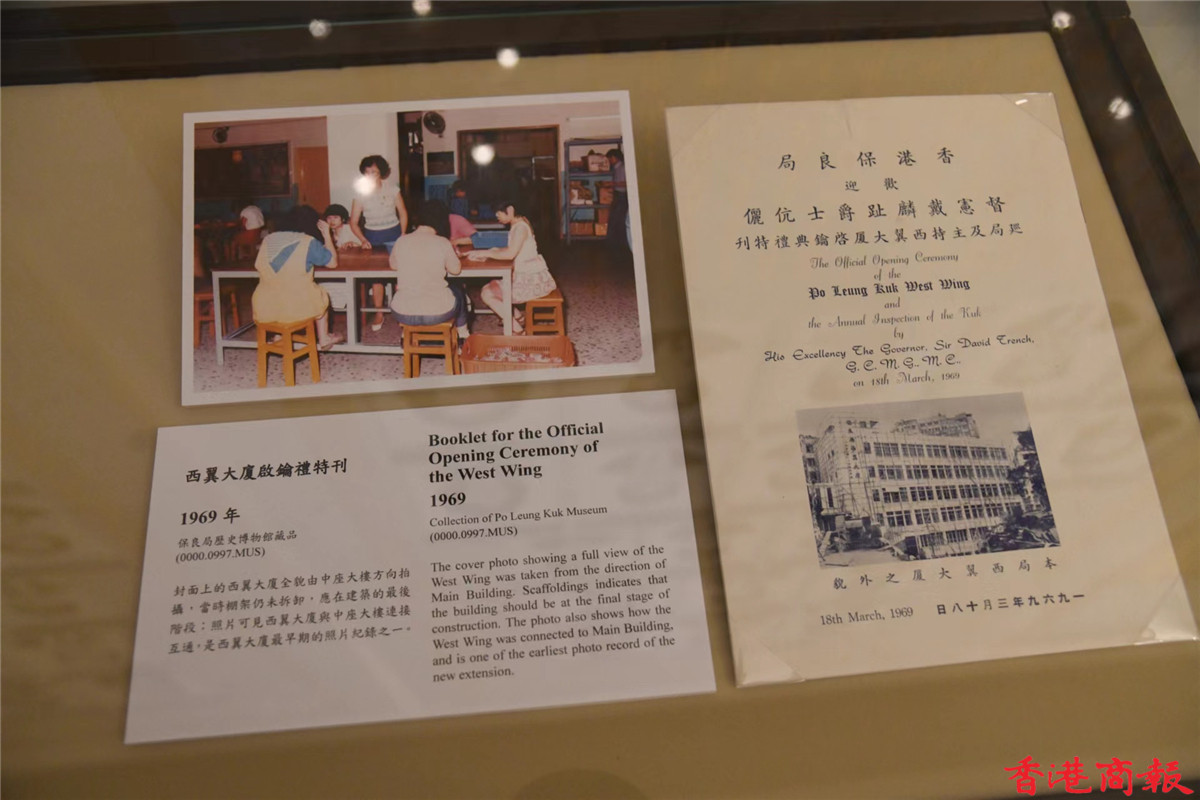 局良保港香
迎歡
儷伉士爵趾麟戴憲督
刊特禮典鑰啓廈大翼西持主及局蒞
The Official Opening Ceremony
of the
Po Leung Kuk West Wing
and
the Annual Inspection of the Kuk
by
His Excellency The Governor, Sir David Trench,
G. C. M. G., M. C.,
on 18th March, 1969
貌外之廈大翼西局本
18th March, 1969 日八十月三年九六九一
西翼大廈啟鑰禮特刊
1969 年
保良局歷史博物館藏品
(0000.0997.MUS)
封面上的西翼大廈全貌由中座大樓方向拍
攝，當時棚架仍未拆卸，應在建築的最後
階段；照片可見西翼大廈與中座大樓連接
互通，是西翼大廈最早期的照片紀錄之一。
Booklet for the Official
Opening Ceremony of
the West Wing
1969
Collection of Po Leung Kuk Museum
(0000.0997.MUS)
The cover photo showing a full view of the
West Wing was taken from the direction of
Main Building. Scaffoldings indicates that
the building should be at the final stage of
construction. The photo also shows how the
West Wing was connected to Main Building,
and is one of the earliest photo record of the
new extension.
香港商報